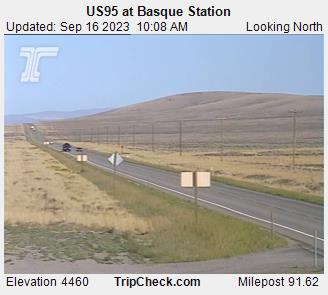 US95 at Basque Station
Updated: Sep 16 2023 10:08 AM Looking North
Elevation 4460 TripCheck.com Milepost 91.62